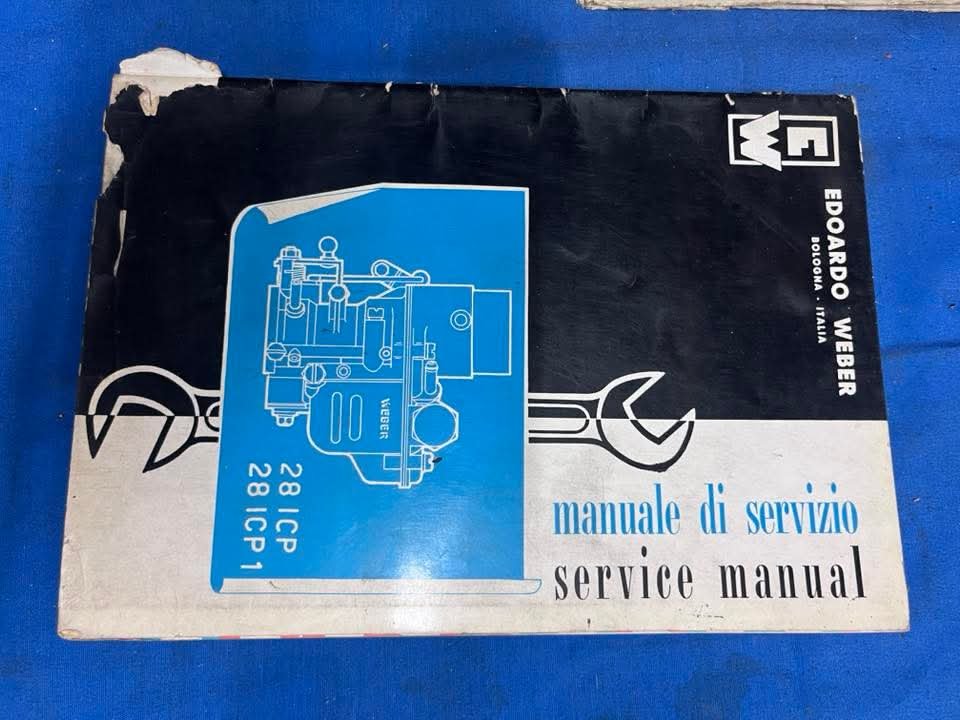 EDOARDO WEBER
BOLOGNA . ITALIA
WEBER
28 ICP
28 ICP 1
manuale di servizio
service manual